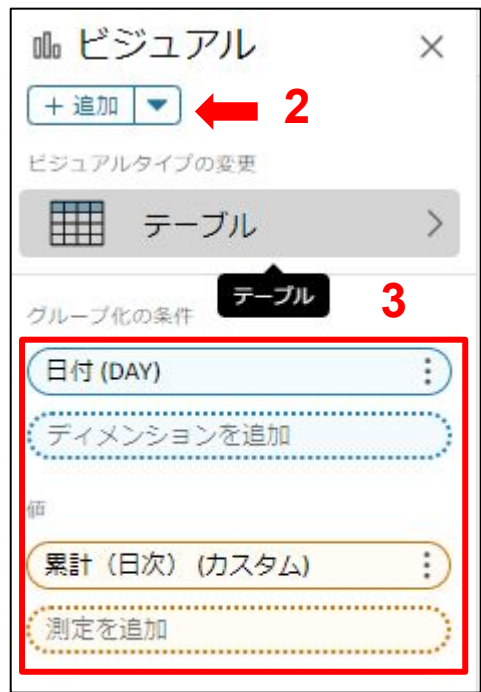 ビジュアル
+ 追加
2
ビジュアルタイプの変更
テーブル
テーブル
3
グループ化の条件
日付 (DAY)
ディメンションを追加
値
累計（日次） (カスタム)
測定を追加